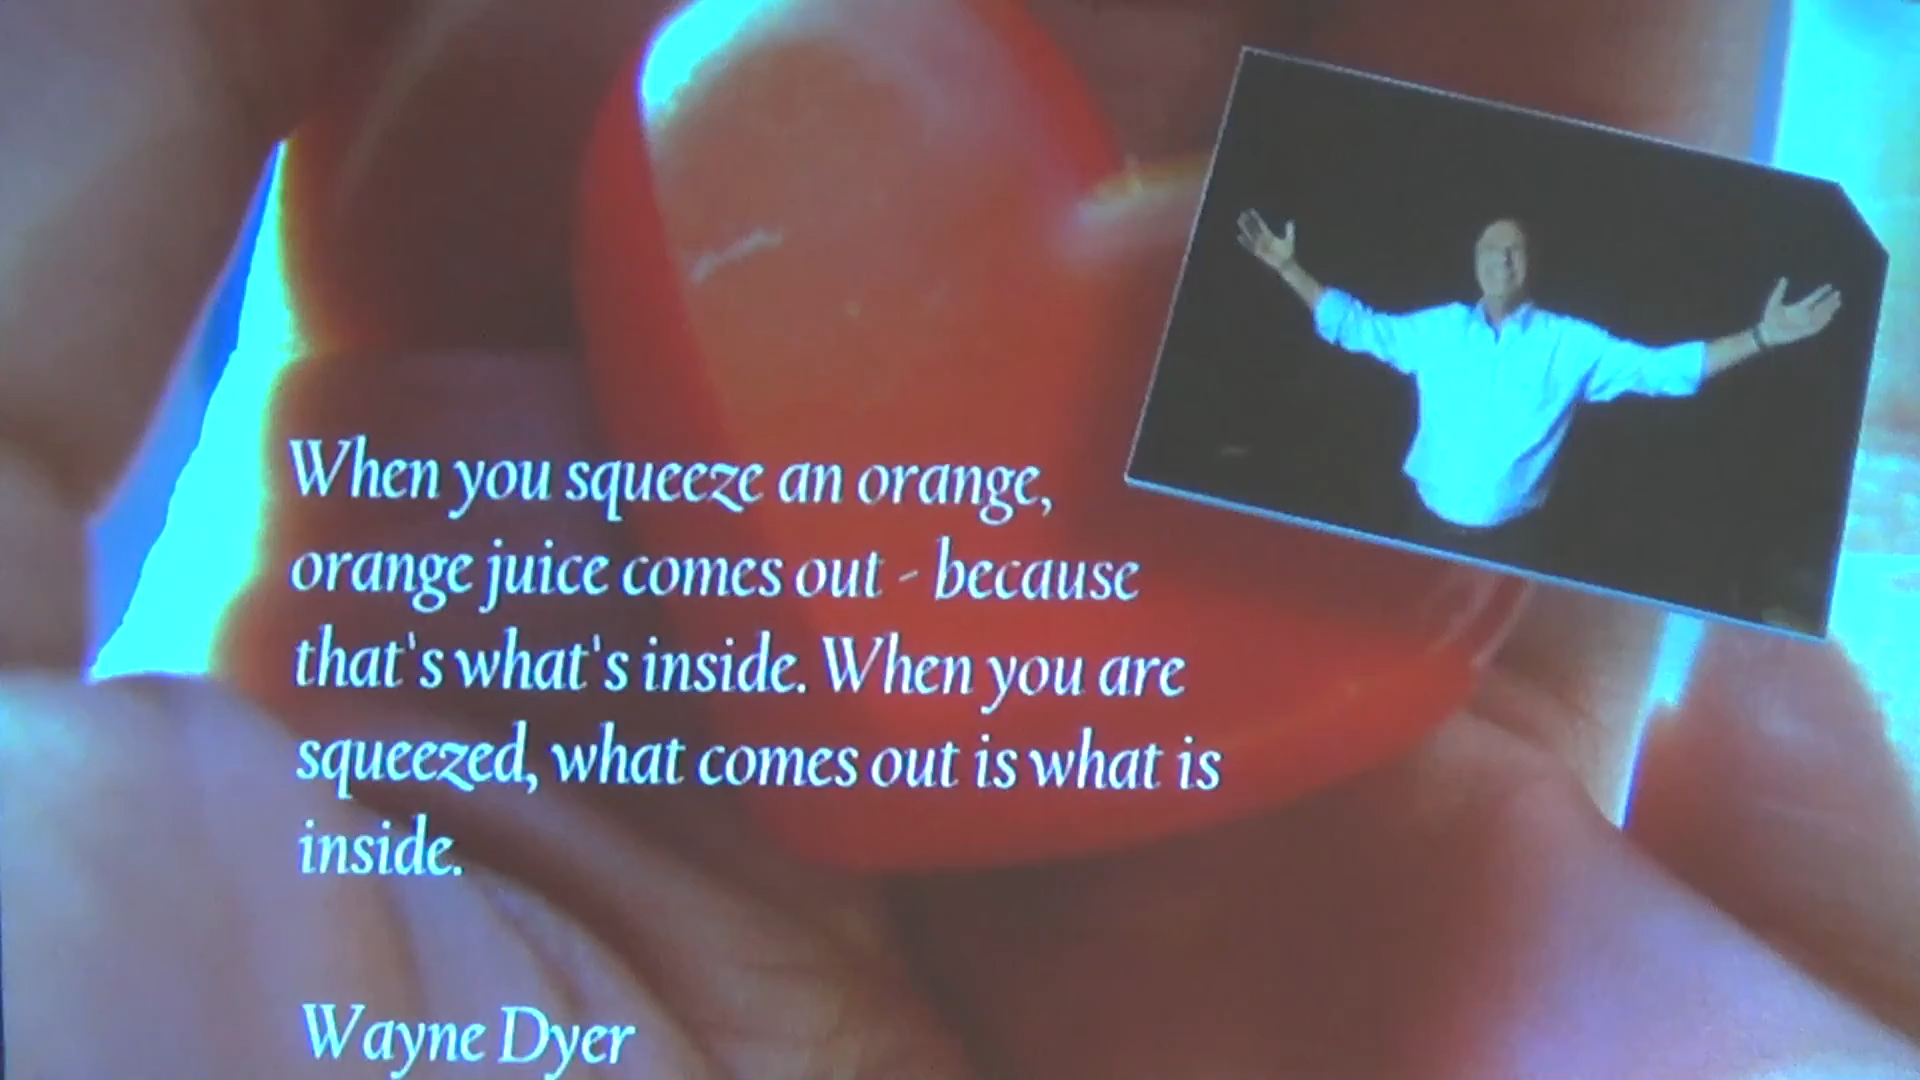 When you squeeze an orange,
orange juice comes out - because
that's what's inside. When you are
squeezed, what comes out is what is
inside.
Wayne Dyer